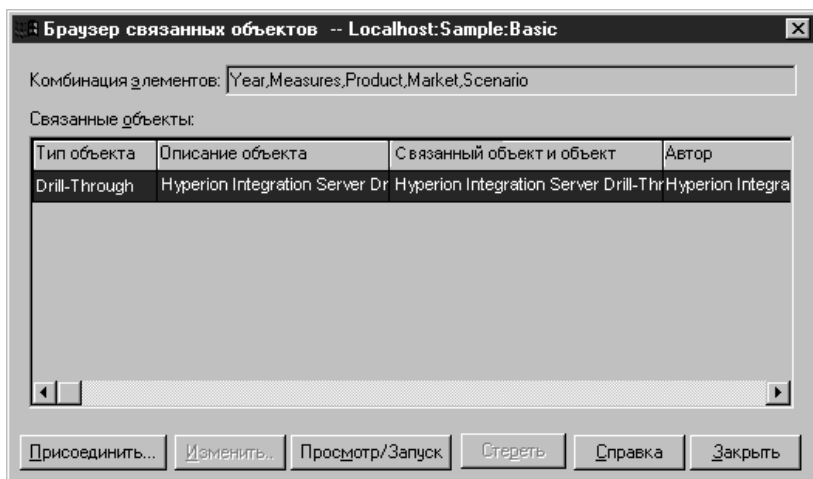 Браузер связанных объектов -- Localhost:Sample:Basic
Комбинация элементов: Year,Measures,Product,Market,Scenario
Связанные объекты:
Тип объекта Описание объекта Связанный объект и объект Автор
Drill-Through Hyperion Integration Server Dr Hyperion Integration Server Drill-Thr Hyperion Integra
Присоединить... Изменить.. Просмотр/Запуск Стереть Справка Закрыть